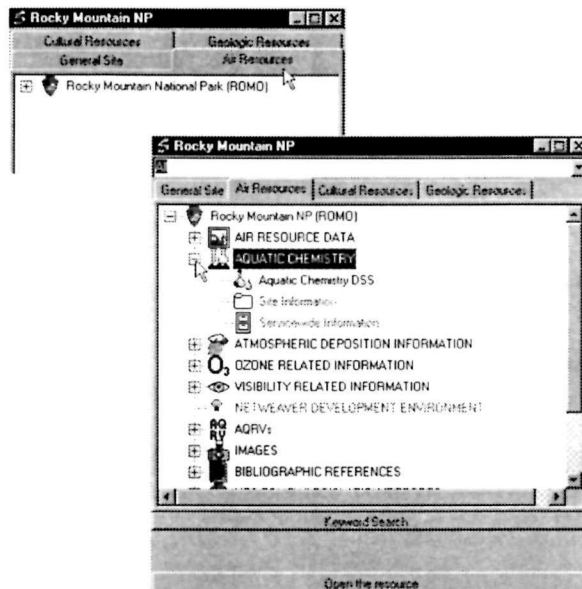 Rocky Mountain NP
Cultural Resources Geologic Resources
General Site Air Resources
Rocky Mountain National Park (ROMO)
Rocky Mountain NP
All
General Site Air Resources Cultural Resources Geologic Resources
Rocky Mountain NP (ROMO)
AIR RESOURCE DATA
AQUATIC CHEMISTRY
Aquatic Chemistry DSS
Site Information
Servicewide Information
ATMOSPHERIC DEPOSITION INFORMATION
O3 OZONE RELATED INFORMATION
VISIBILITY RELATED INFORMATION
NETWEAVER DEVELOPMENT ENVIRONMENT
AQRV AQRVs
IMAGES
BIBLIOGRAPHIC REFERENCES
Keyword Search
Open the resource